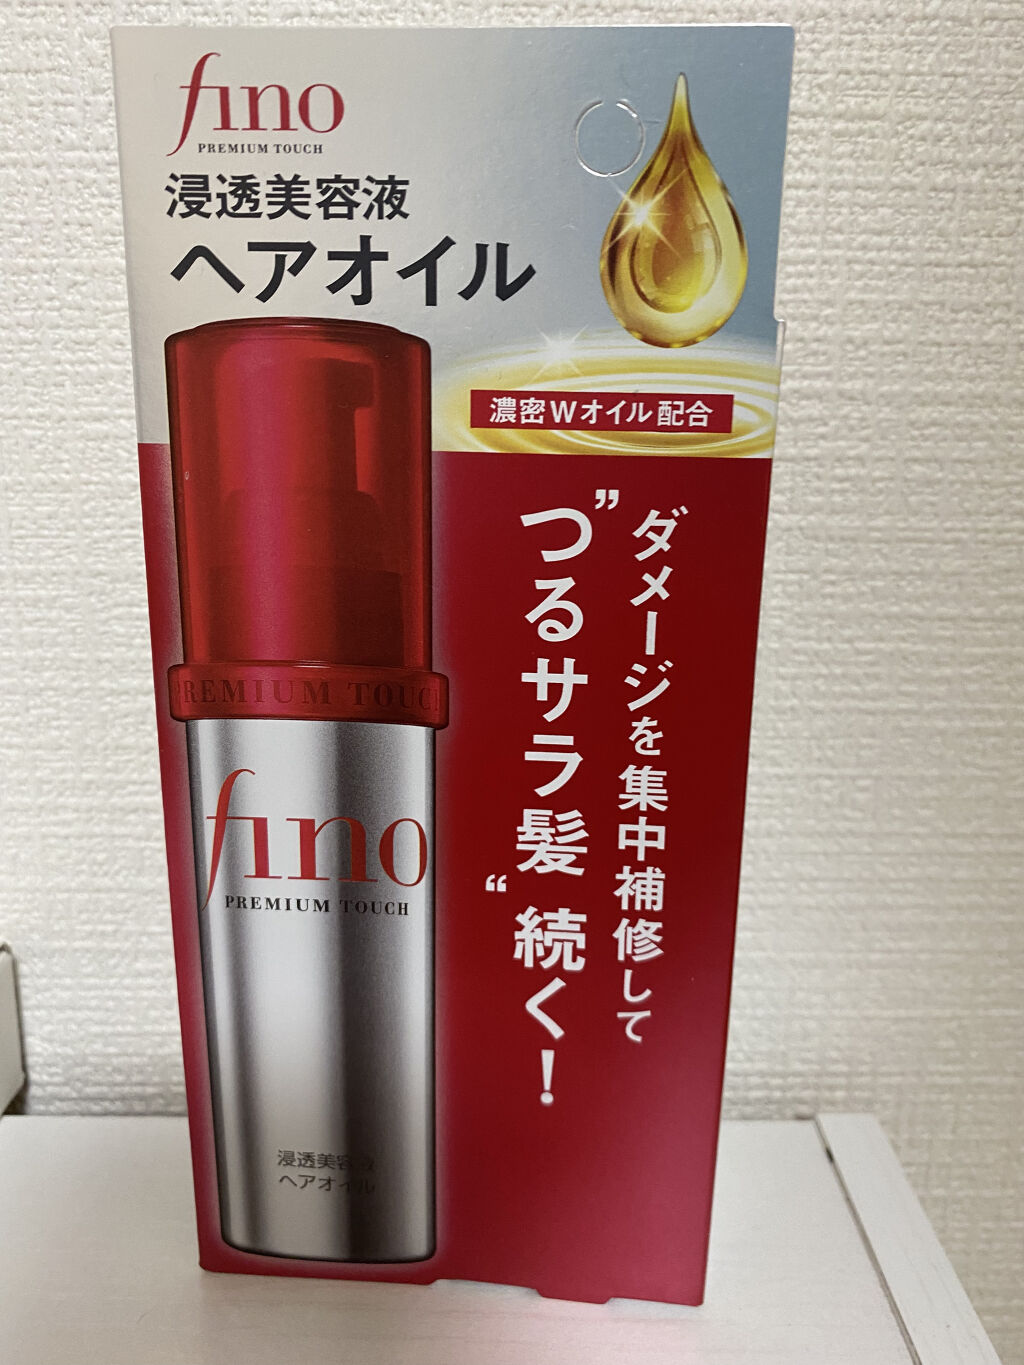 fino
PREMIUM TOUCH
浸透美容液
ヘアオイル
濃密Wオイル配合
ダメージを集中補修して
"つるサラ髪"続く!
PREMIUM TOUCH
fino
PREMIUM TOUCH
浸透美容液
ヘアオイル